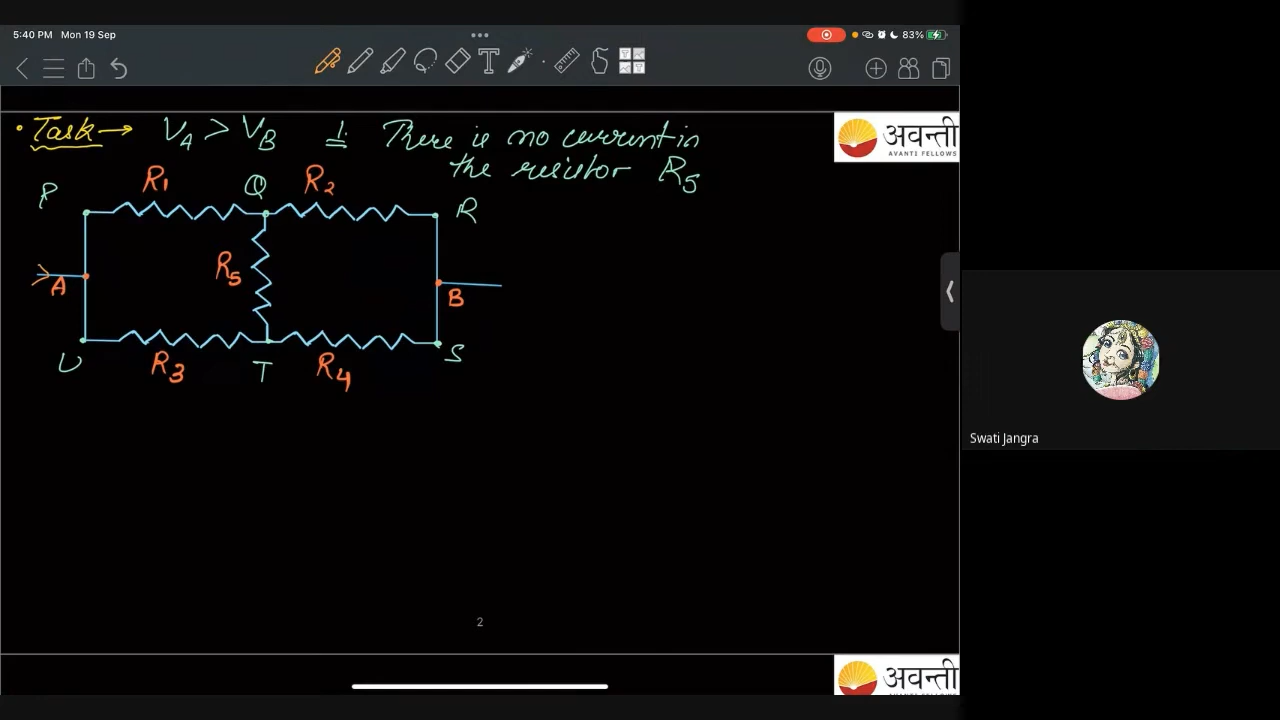 5:40 PM Mon 19 Sep
83%
• Task → V_A > V_B ⊥ There is no current in
the resistor R5
अवन्ती
AVANTI FELLOWS
P R1 Q R2 R
R5
A B
U R3 T R4 S
2
अवन्ती
Swati Jangra